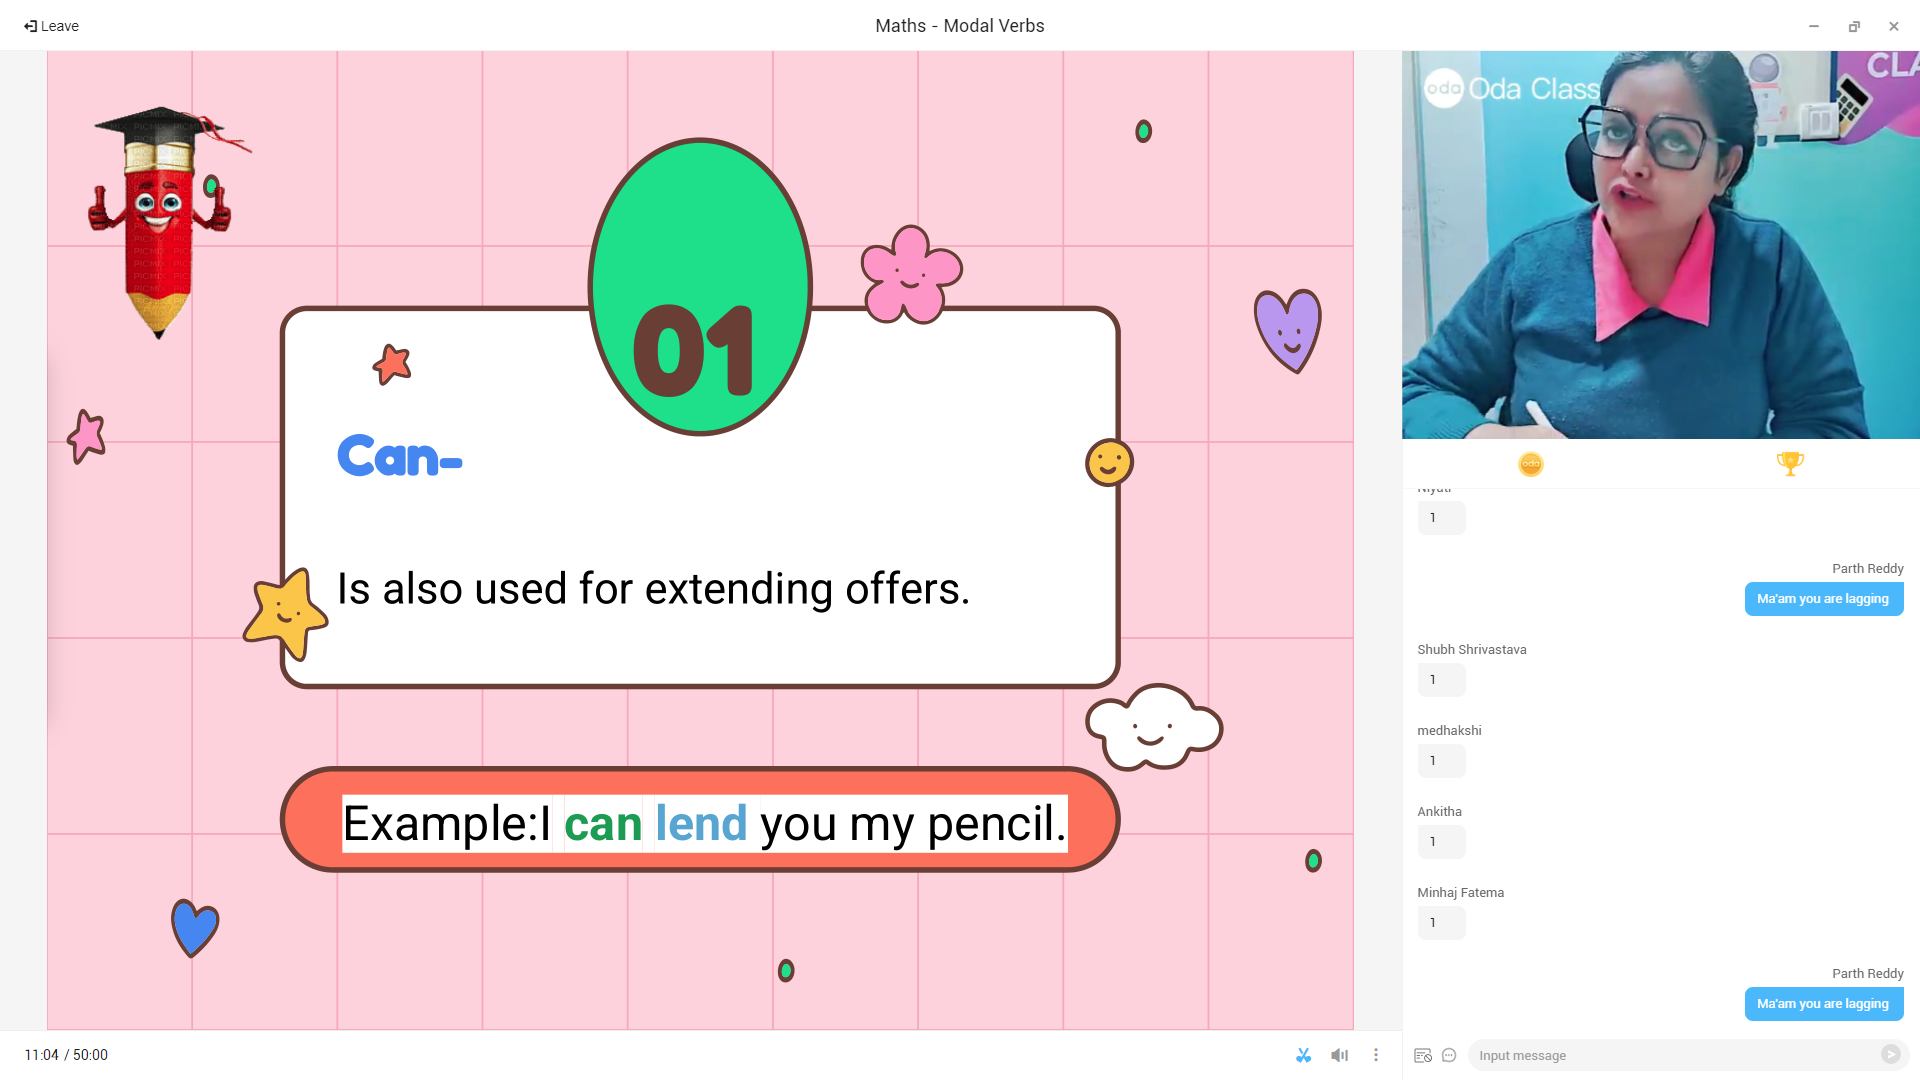 Leave
Maths - Modal Verbs
01
Can-
Is also used for extending offers.
Example:I can lend you my pencil.
11:04 / 50:00
oda Oda Class
CLA
oda
Niyati
1
Parth Reddy
Ma'am you are lagging
Shubh Shrivastava
1
medhakshi
1
Ankitha
1
Minhaj Fatema
1
Parth Reddy
Ma'am you are lagging
Input message